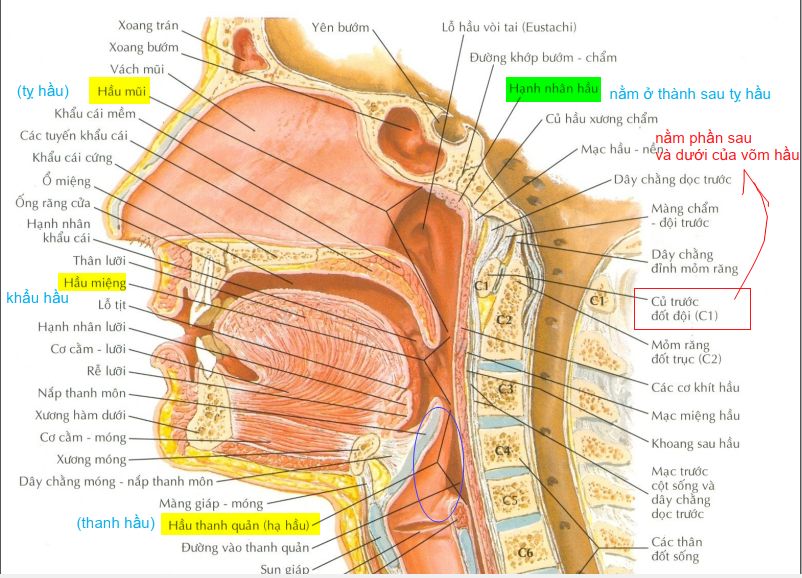 Xoang trán
Xoang bướm
Vách mũi
(tỵ hầu)
Hầu mũi
Khẩu cái mềm
Các tuyến khẩu cái
Khẩu cái cứng
Ổ miệng
Ống răng cửa
Hạnh nhân
khẩu cái
Thân lưỡi
Hầu miệng
khẩu hầu
Lỗ tịt
Hạnh nhân lưỡi
Cơ cằm - lưỡi
Rễ lưỡi
Nắp thanh môn
Xương hàm dưới
Cơ cằm - móng
Xương móng
Dây chằng móng - nắp thanh môn
Màng giáp - móng
(thanh hầu)
Hầu thanh quản (hạ hầu)
Đường vào thanh quản
Sụn giáp
Yên bướm
Lỗ hầu vòi tai (Eustachi)
Đường khớp bướm - chẩm
Hạnh nhân hầu
nằm ở thành sau tỵ hầu
Củ hầu xương chẩm
nằm phần sau
và dưới của võm hầu
Mạc hầu - nền
Dây chằng dọc trước
Màng chẩm
- đội trước
Dây chằng
đỉnh mỏm răng
Củ trước
đốt đội (C1)
Mỏm răng
đốt trục (C2)
Các cơ khít hầu
Mạc miệng hầu
Khoang sau hầu
Mạc trước
cột sống và
dây chằng
dọc trước
Các thân
đốt sống
C1
C2
C3
C4
C5
C6
C1